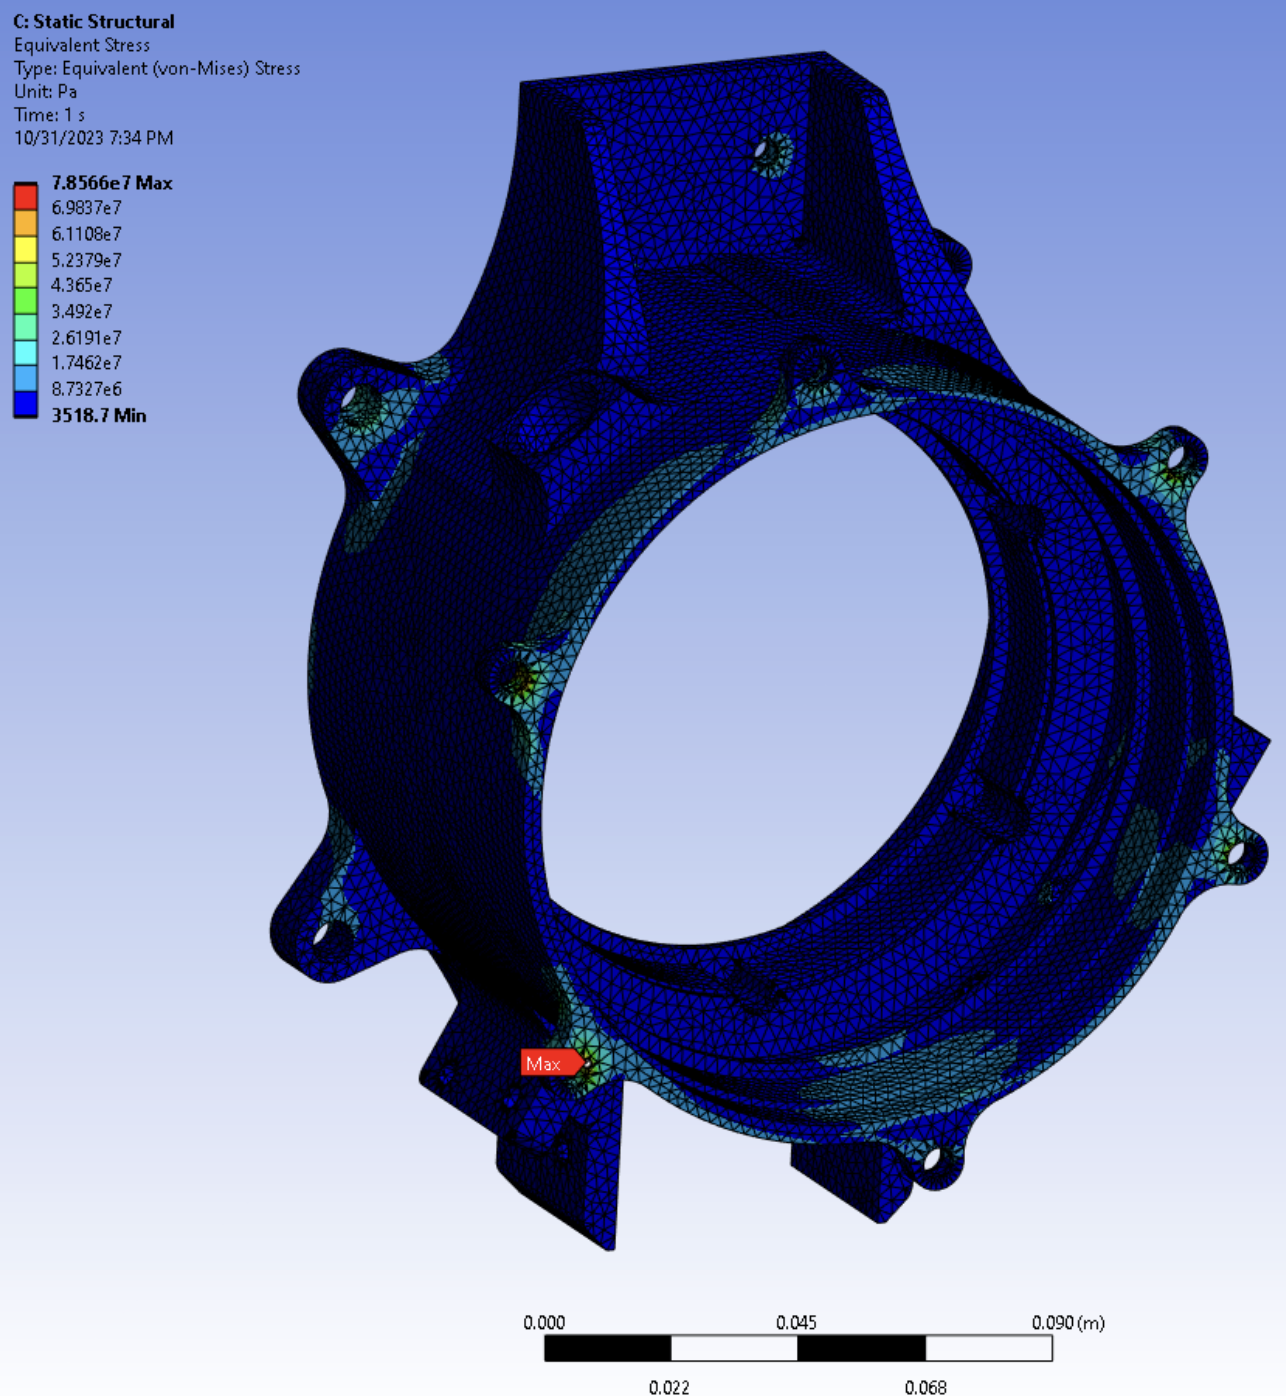 C: Static Structural
Equivalent Stress
Type: Equivalent (von-Mises) Stress
Unit: Pa
Time: 1 s
10/31/2023 7:34 PM
7.8566e7 Max
6.9837e7
6.1108e7
5.2379e7
4.365e7
3.492e7
2.6191e7
1.7462e7
8.7327e6
3518.7 Min
Max
0.000 0.045 0.090 (m)
0.022 0.068